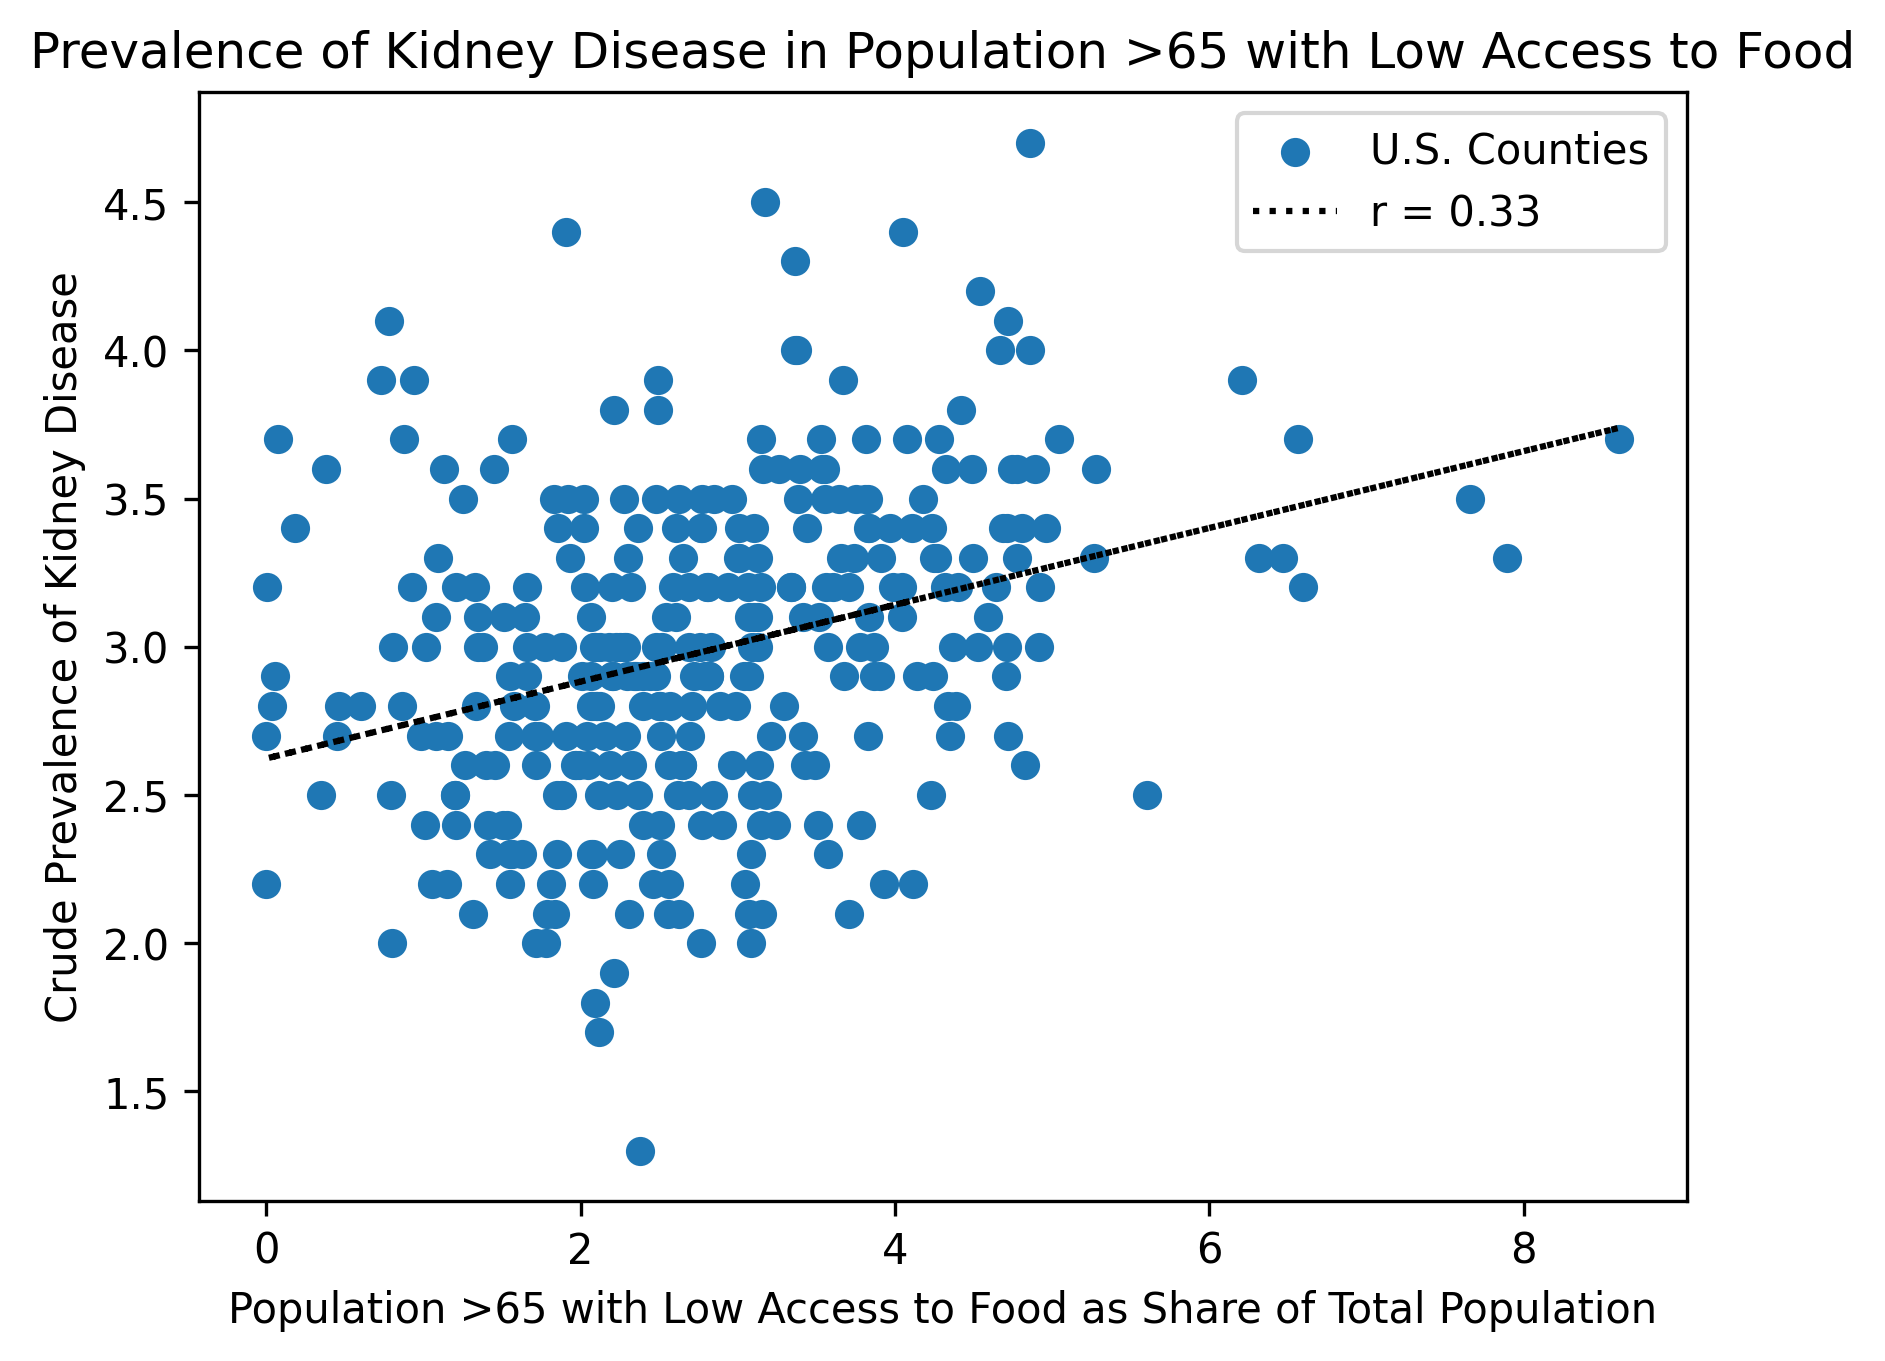 Prevalence of Kidney Disease in Population >65 with Low Access to Food
U.S. Counties
r = 0.33
Crude Prevalence of Kidney Disease
4.5
4.0
3.5
3.0
2.5
2.0
1.5
0 2 4 6 8
Population >65 with Low Access to Food as Share of Total Population